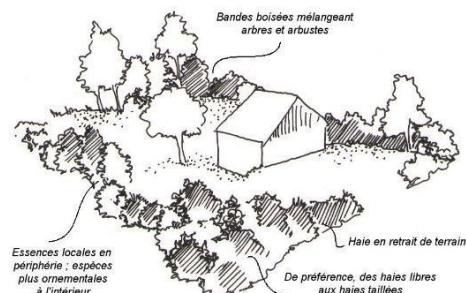 Bandes boisées mélangeant
arbres et arbustes
Haie en retrait de terrain
Essences locales en
périphérie ; espèces
plus ornementales
à l'intérieur
De préférence, des haies libres
aux haies taillées